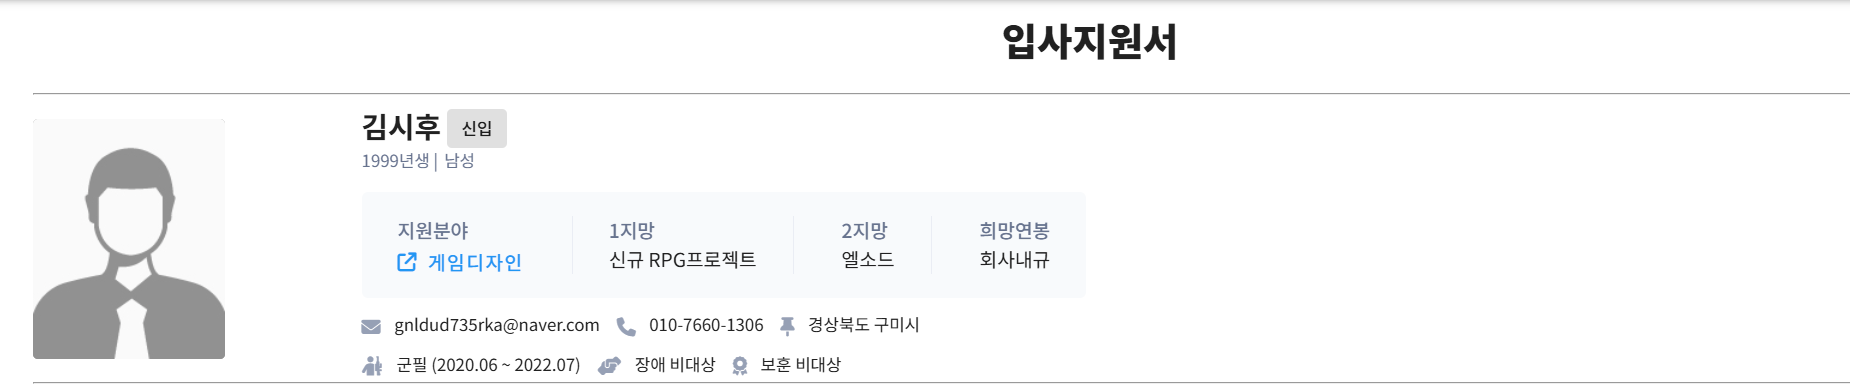 입사지원서
김시후 신입
1999년생 | 남성
지원분야 1지망 2지망 희망연봉
게임디자인 신규 RPG프로젝트 엘소드 회사내규
gnldud735rka@naver.com 010-7660-1306 경상북도 구미시
군필 (2020.06 ~ 2022.07) 장애 비대상 보훈 비대상